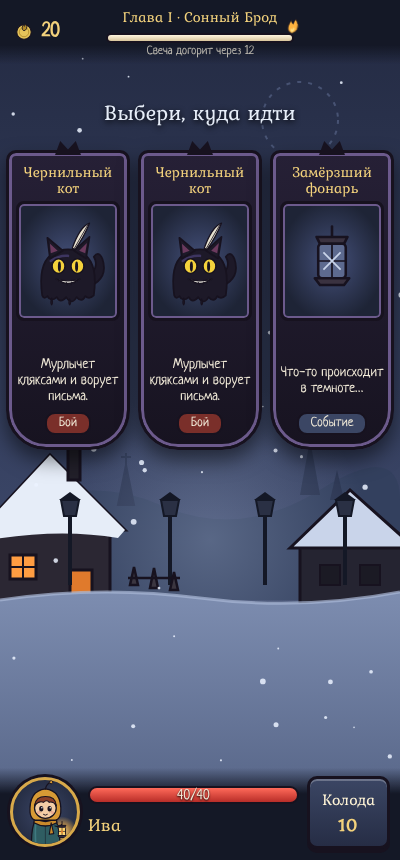 Глава I · Сонный Брод
20
Свеча догорит через 12
Выбери, куда идти
Чернильный
кот
Мурлычет
кляксами и ворует
письма.
Бой
Чернильный
кот
Мурлычет
кляксами и ворует
письма.
Бой
Замёрзший
фонарь
Что-то происходит
в темноте...
Событие
40/40
Ива
Колода
10